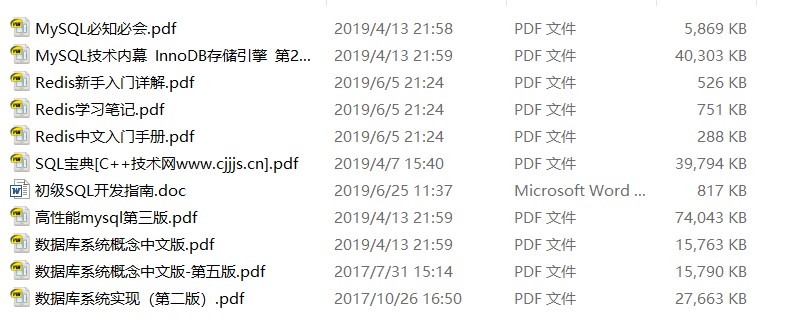 MySQL必知必会.pdf 2019/4/13 21:58 PDF 文件 5,869 KB
MySQL技术内幕 InnoDB存储引擎 第2... 2019/4/13 21:59 PDF 文件 40,303 KB
Redis新手入门详解.pdf 2019/6/5 21:24 PDF 文件 526 KB
Redis学习笔记.pdf 2019/6/5 21:24 PDF 文件 751 KB
Redis中文入门手册.pdf 2019/6/5 21:24 PDF 文件 288 KB
SQL宝典[C++技术网www.cjjjs.cn].pdf 2019/4/7 15:40 PDF 文件 39,794 KB
初级SQL开发指南.doc 2019/6/25 11:37 Microsoft Word ... 817 KB
高性能mysql第三版.pdf 2019/4/13 21:59 PDF 文件 74,043 KB
数据库系统概念中文版.pdf 2019/4/13 21:59 PDF 文件 15,763 KB
数据库系统概念中文版-第五版.pdf 2017/7/31 15:14 PDF 文件 15,790 KB
数据库系统实现（第二版）.pdf 2017/10/26 16:50 PDF 文件 27,663 KB